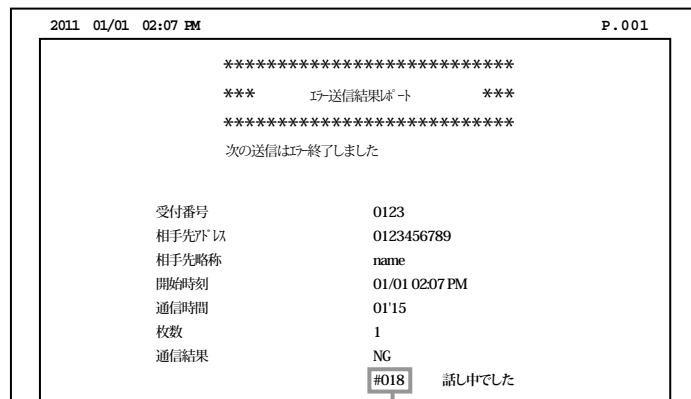 2011 01/01 02:07 PM P.001
***************************
*** ｴﾗｰ送信結果ﾚﾎﾟｰﾄ ***
***************************
次の送信はｴﾗｰ終了しました
受付番号 0123
相手先ｱﾄﾞﾚｽ 0123456789
相手先略称 name
開始時刻 01/01 02:07 PM
通信時間 01'15
枚数 1
通信結果 NG
#018 話し中でした